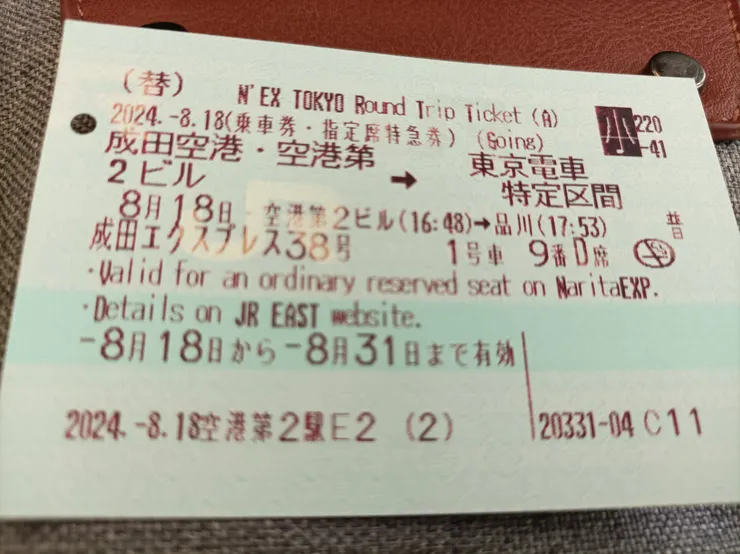 (替)
N'EX TOKYO Round Trip Ticket (A)
2024.-8.18(乗車券・指定席特急券) (Going)
小 220
-41
成田空港・空港第
2ビル
→
東京電車
特定区間
8月18日 空港第2ビル(16:48)→品川(17:53)
成田エクスプレス38号 1号車 9番D席
・Valid for an ordinary reserved seat on NaritaEXP.
・Details on JR EAST website.
-8月18日から-8月31日まで有効
2024.-8.18空港第2駅E2 (2) 20331-04 C11